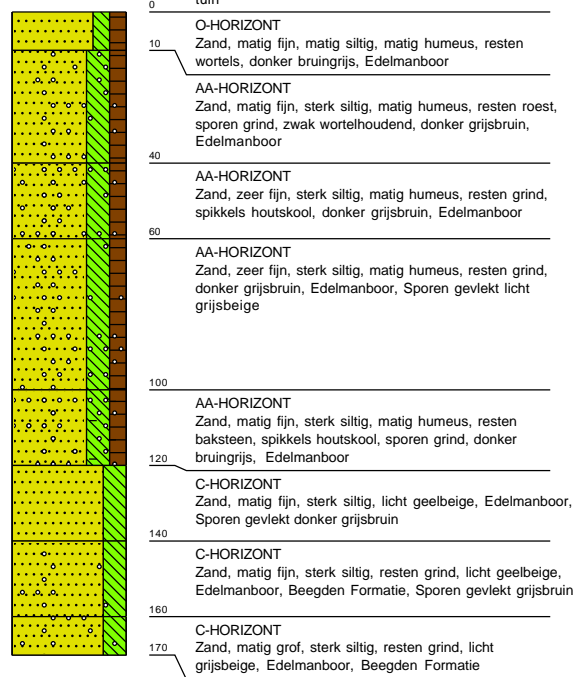 0
tuin
O-HORIZONT
Zand, matig fijn, matig siltig, matig humeus, resten
wortels, donker bruingrijs, Edelmanboor
10
AA-HORIZONT
Zand, matig fijn, sterk siltig, matig humeus, resten roest,
sporen grind, zwak wortelhoudend, donker grijsbruin,
Edelmanboor
40
AA-HORIZONT
Zand, zeer fijn, sterk siltig, matig humeus, resten grind,
spikkels houtskool, donker grijsbruin, Edelmanboor
60
AA-HORIZONT
Zand, zeer fijn, sterk siltig, matig humeus, resten grind,
donker grijsbruin, Edelmanboor, Sporen gevlekt licht
grijsbeige
100
AA-HORIZONT
Zand, matig fijn, sterk siltig, matig humeus, resten
baksteen, spikkels houtskool, sporen grind, donker
bruingrijs, Edelmanboor
120
C-HORIZONT
Zand, matig fijn, sterk siltig, licht geelbeige, Edelmanboor,
Sporen gevlekt donker grijsbruin
140
C-HORIZONT
Zand, matig fijn, sterk siltig, resten grind, licht geelbeige,
Edelmanboor, Beegden Formatie, Sporen gevlekt grijsbruin
160
C-HORIZONT
Zand, matig grof, sterk siltig, resten grind, licht
grijsbeige, Edelmanboor, Beegden Formatie
170